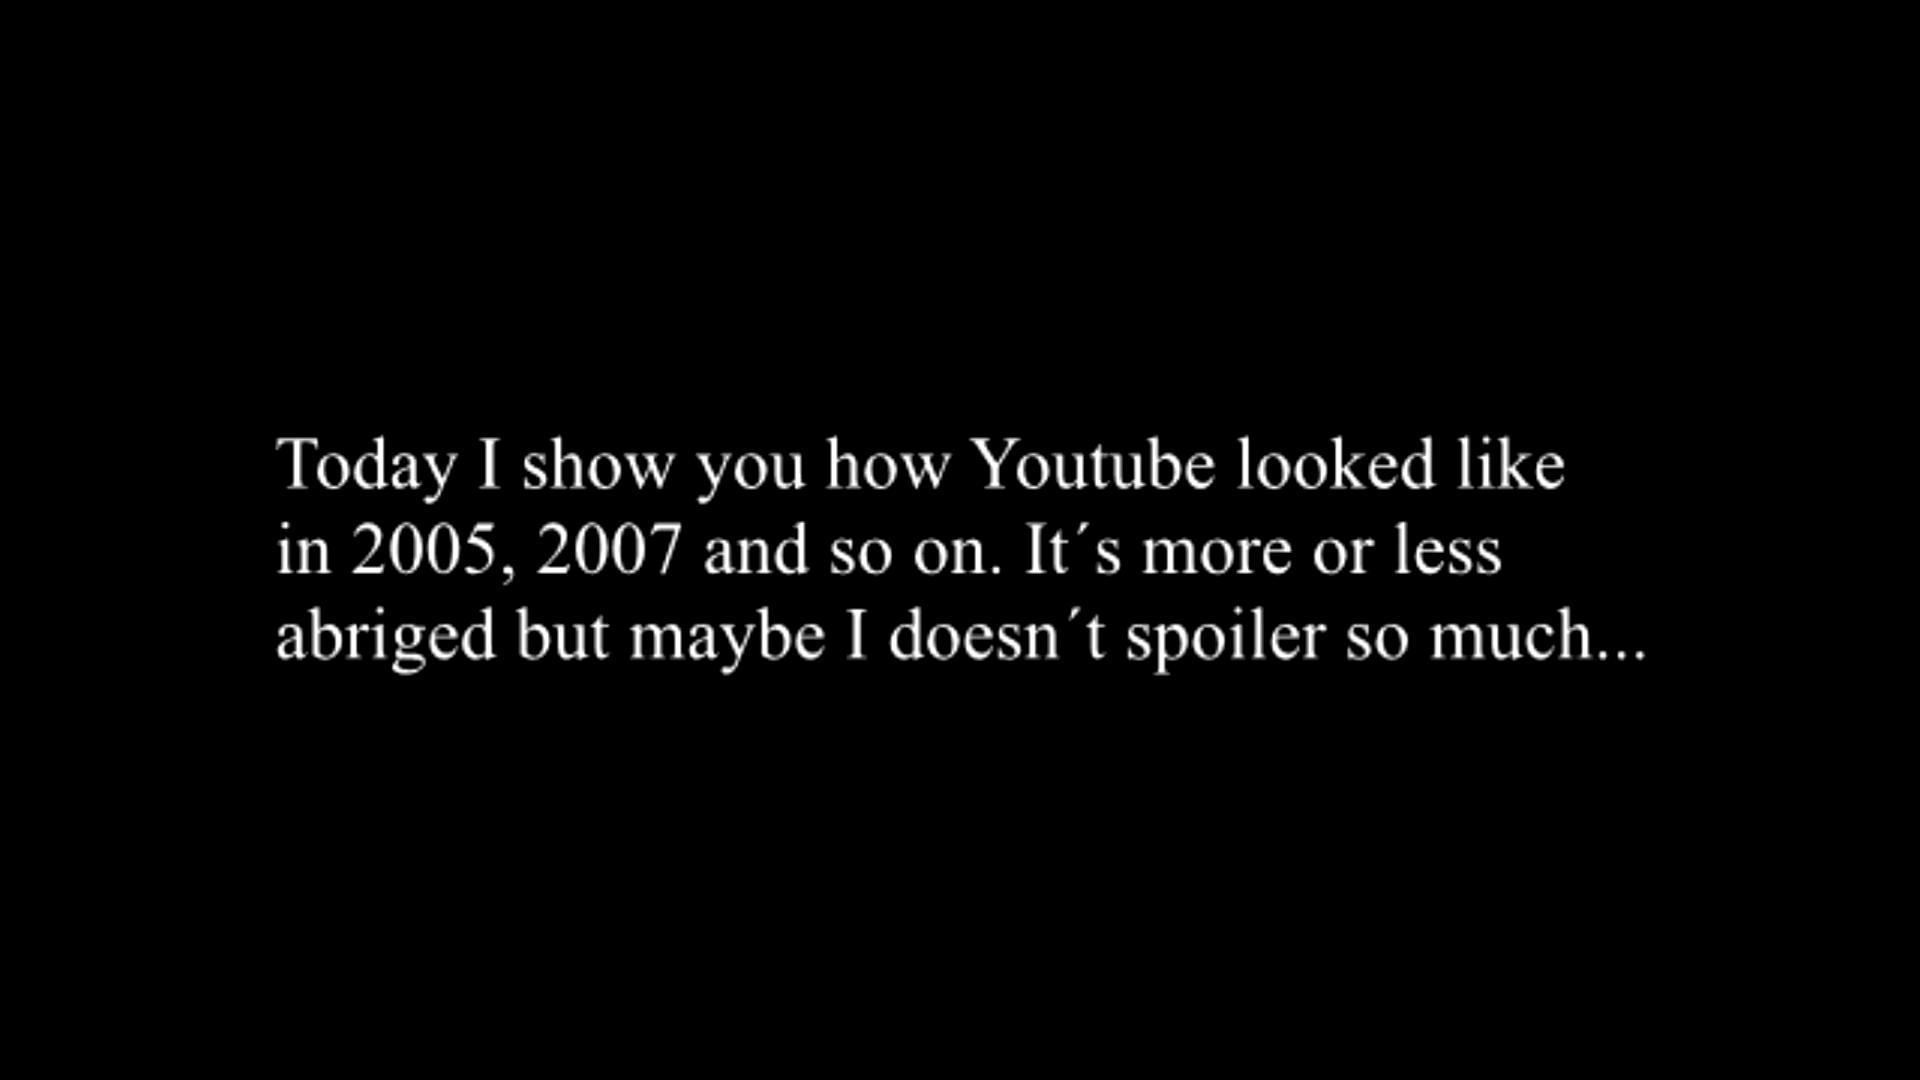 Today I show you how Youtube looked like
in 2005, 2007 and so on. It´s more or less
abriged but maybe I doesn´t spoiler so much...